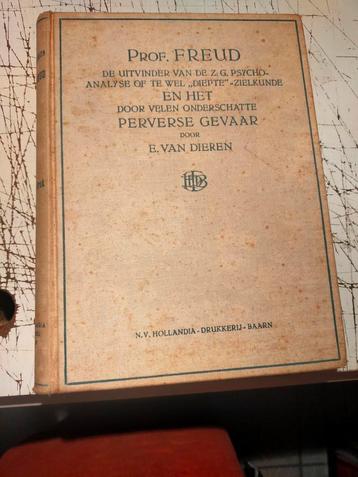 PROF. FREUD
DE UITVINDER VAN DE Z.G. PSYCHO-
ANALYSE OF TE WEL „DIEPTE"-ZIELKUNDE
EN HET
DOOR VELEN ONDERSCHATTE
PERVERSE GEVAAR
DOOR
E. VAN DIEREN
N.V. HOLLANDIA-DRUKKERIJ-BAARN